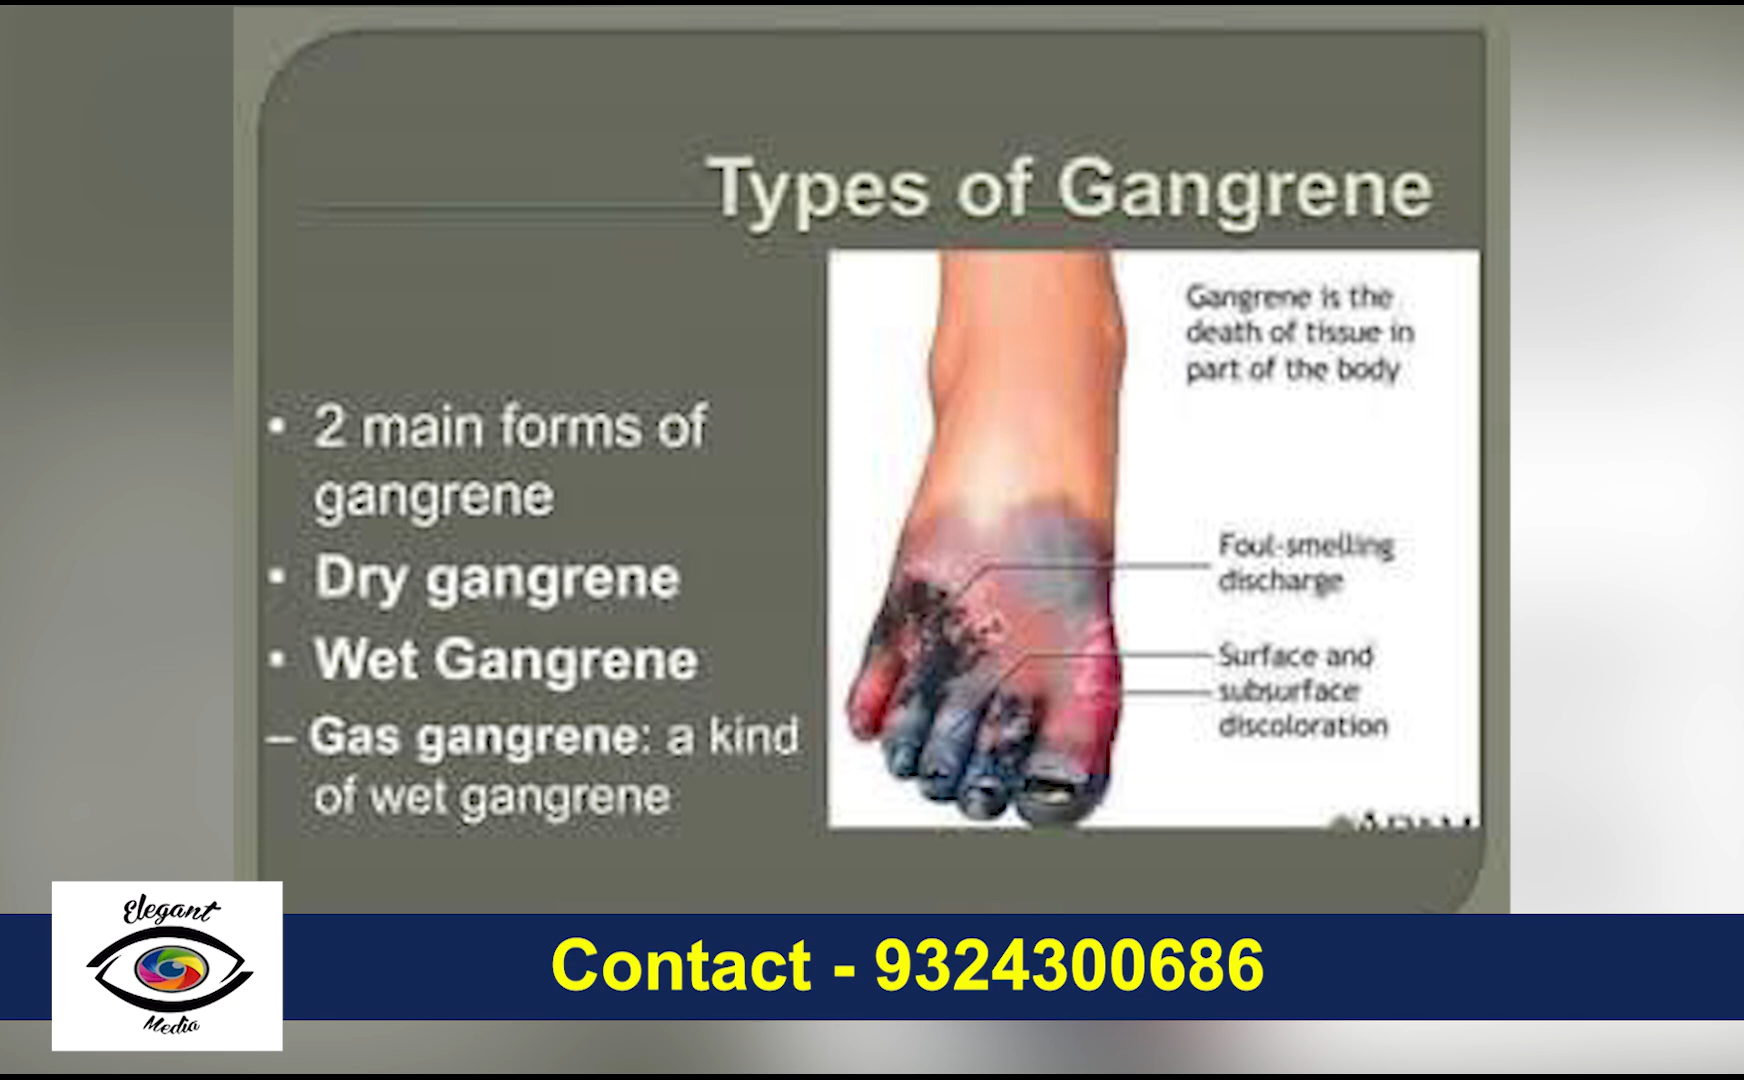 Types of Gangrene
• 2 main forms of
gangrene
• Dry gangrene
• Wet Gangrene
– Gas gangrene: a kind
of wet gangrene
Gangrene is the
death of tissue in
part of the body
Foul-smelling
discharge
Surface and
subsurface
discoloration
Elegant
Media
Contact - 9324300686